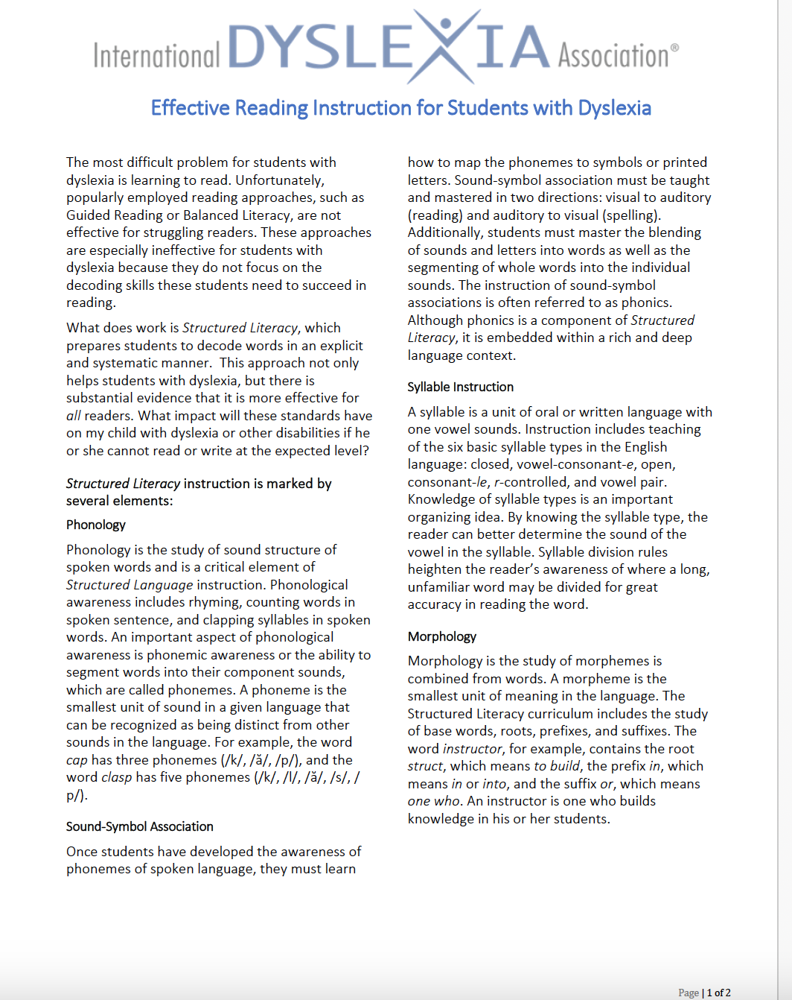 International DYSLEXIA Association®
Effective Reading Instruction for Students with Dyslexia
The most difficult problem for students with
dyslexia is learning to read. Unfortunately,
popularly employed reading approaches, such as
Guided Reading or Balanced Literacy, are not
effective for struggling readers. These approaches
are especially ineffective for students with
dyslexia because they do not focus on the
decoding skills these students need to succeed in
reading.
What does work is Structured Literacy, which
prepares students to decode words in an explicit
and systematic manner.  This approach not only
helps students with dyslexia, but there is
substantial evidence that it is more effective for
all readers. What impact will these standards have
on my child with dyslexia or other disabilities if he
or she cannot read or write at the expected level?
Structured Literacy instruction is marked by
several elements:
Phonology
Phonology is the study of sound structure of
spoken words and is a critical element of
Structured Language instruction. Phonological
awareness includes rhyming, counting words in
spoken sentence, and clapping syllables in spoken
words. An important aspect of phonological
awareness is phonemic awareness or the ability to
segment words into their component sounds,
which are called phonemes. A phoneme is the
smallest unit of sound in a given language that
can be recognized as being distinct from other
sounds in the language. For example, the word
cap has three phonemes (/k/, /ă/, /p/), and the
word clasp has five phonemes (/k/, /l/, /ă/, /s/, /
p/).
Sound-Symbol Association
Once students have developed the awareness of
phonemes of spoken language, they must learn
how to map the phonemes to symbols or printed
letters. Sound-symbol association must be taught
and mastered in two directions: visual to auditory
(reading) and auditory to visual (spelling).
Additionally, students must master the blending
of sounds and letters into words as well as the
segmenting of whole words into the individual
sounds. The instruction of sound-symbol
associations is often referred to as phonics.
Although phonics is a component of Structured
Literacy, it is embedded within a rich and deep
language context.
Syllable Instruction
A syllable is a unit of oral or written language with
one vowel sounds. Instruction includes teaching
of the six basic syllable types in the English
language: closed, vowel-consonant-e, open,
consonant-le, r-controlled, and vowel pair.
Knowledge of syllable types is an important
organizing idea. By knowing the syllable type, the
reader can better determine the sound of the
vowel in the syllable. Syllable division rules
heighten the reader’s awareness of where a long,
unfamiliar word may be divided for great
accuracy in reading the word.
Morphology
Morphology is the study of morphemes is
combined from words. A morpheme is the
smallest unit of meaning in the language. The
Structured Literacy curriculum includes the study
of base words, roots, prefixes, and suffixes. The
word instructor, for example, contains the root
struct, which means to build, the prefix in, which
means in or into, and the suffix or, which means
one who. An instructor is one who builds
knowledge in his or her students.
Page | 1 of 2